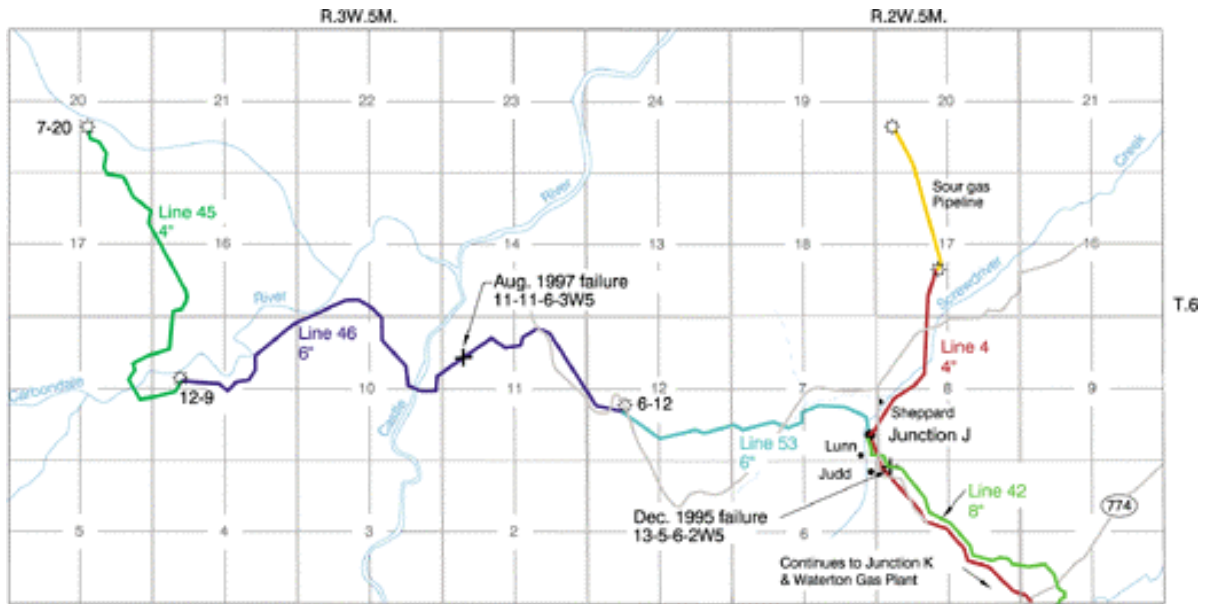 R.3W.5M.
R.2W.5M.
20
21
22
23
24
19
20
21
7-20
Sour gas
Pipeline
Creek
River
Line 45
4"
17
16
15
14
13
18
17
16
Screwdriver
Aug. 1997 failure
11-11-6-3W5
River
T.6
Line 46
6"
Line 4
4"
Carbondale
12-9
10
11
12
7
8
9
Castle
6-12
Sheppard
Junction J
Line 53
6"
Lunn
Judd
Line 42
8"
774
Dec. 1995 failure
13-5-6-2W5
5
4
3
2
6
Continues to Junction K
& Waterton Gas Plant